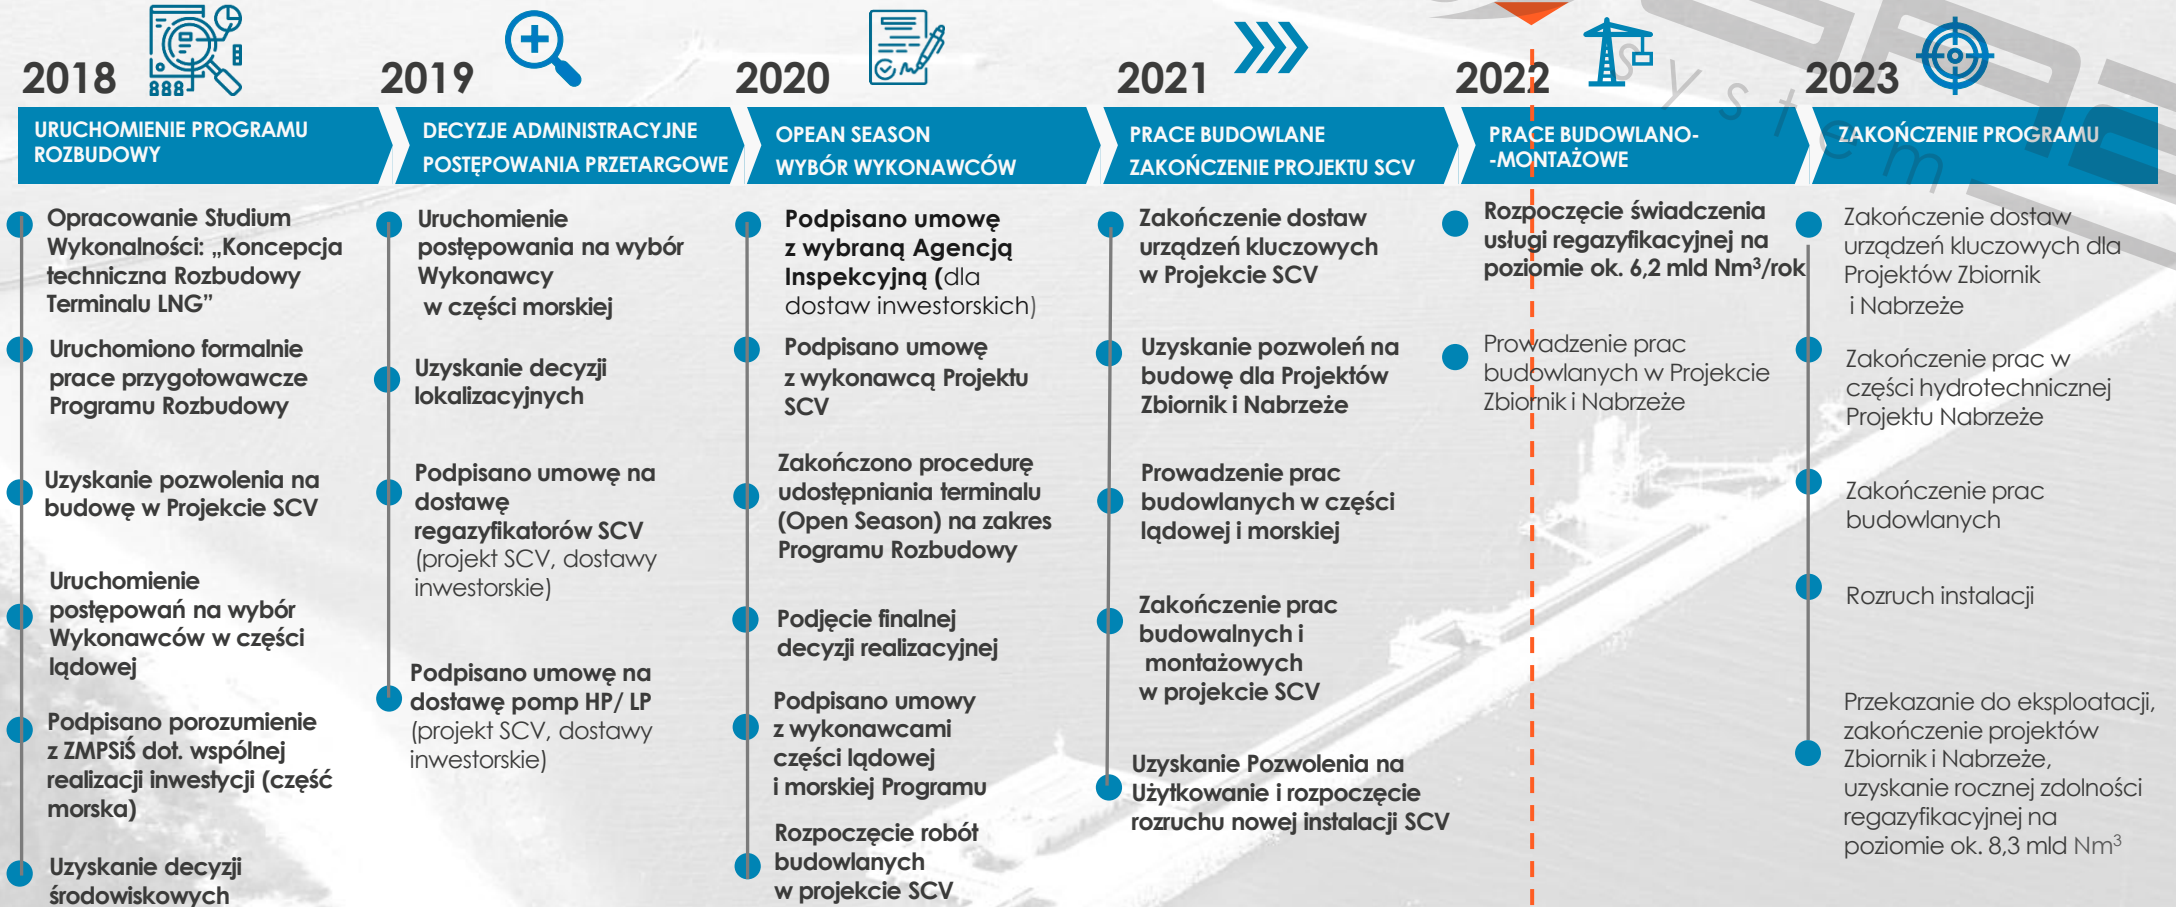 2018
URUCHOMIENIE PROGRAMU
ROZBUDOWY
Opracowanie Studium
Wykonalności: „Koncepcja
techniczna Rozbudowy
Terminalu LNG”
Uruchomiono formalnie
prace przygotowawcze
Programu Rozbudowy
Uzyskanie pozwolenia na
budowę w Projekcie SCV
Uruchomienie
postępowań na wybór
Wykonawców w części
lądowej
Podpisano porozumienie
z ZMPSiŚ dot. wspólnej
realizacji inwestycji (część
morska)
Uzyskanie decyzji
środowiskowych
2019
DECYZJE ADMINISTRACYJNE
POSTĘPOWANIA PRZETARGOWE
Uruchomienie
postępowania na wybór
Wykonawcy
w części morskiej
Uzyskanie decyzji
lokalizacyjnych
Podpisano umowę na
dostawę
regazyfikatorów SCV
(projekt SCV, dostawy
inwestorskie)
Podpisano umowę na
dostawę pomp HP/ LP
(projekt SCV, dostawy
inwestorskie)
2020
OPEAN SEASON
WYBÓR WYKONAWCÓW
Podpisano umowę
z wybraną Agencją
Inspekcyjną (dla
dostaw inwestorskich)
Podpisano umowę
z wykonawcą Projektu
SCV
Zakończono procedurę
udostępniania terminalu
(Open Season) na zakres
Programu Rozbudowy
Podjęcie finalnej
decyzji realizacyjnej
Podpisano umowy
z wykonawcami
części lądowej
i morskiej Programu
Rozpoczęcie robót
budowlanych
w projekcie SCV
2021
PRACE BUDOWLANE
ZAKOŃCZENIE PROJEKTU SCV
Zakończenie dostaw
urządzeń kluczowych
w Projekcie SCV
Uzyskanie pozwoleń na
budowę dla Projektów
Zbiornik i Nabrzeże
Prowadzenie prac
budowlanych w części
lądowej i morskiej
Zakończenie prac
budowalnych i
montażowych
w projekcie SCV
Uzyskanie Pozwolenia na
Użytkowanie i rozpoczęcie
rozruchu nowej instalacji SCV
2022
PRACE BUDOWLANO-
-MONTAŻOWE
Rozpoczęcie świadczenia
usługi regazyfikacyjnej na
poziomie ok. 6,2 mld Nm³/rok
Prowadzenie prac
budowlanych w Projekcie
Zbiornik i Nabrzeże
2023
ZAKOŃCZENIE PROGRAMU
Zakończenie dostaw
urządzeń kluczowych dla
Projektów Zbiornik
i Nabrzeże
Zakończenie prac w
części hydrotechnicznej
Projektu Nabrzeże
Zakończenie prac
budowlanych
Rozruch instalacji
Przekazanie do eksploatacji,
zakończenie projektów
Zbiornik i Nabrzeże,
uzyskanie rocznej zdolności
regazyfikacyjnej na
poziomie ok. 8,3 mld Nm³
888
system